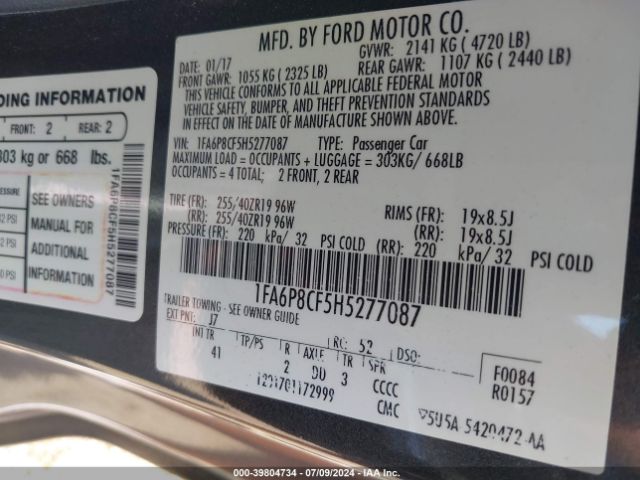 DING INFORMATION
FRONT: 2 REAR: 2
303 kg or 668 lbs.
SEE OWNERS
MANUAL FOR
ADDITIONAL
INFORMATION
PSI
PSI
1FA6P8CF5H5277087
MFD. BY FORD MOTOR CO.
DATE: 01/17 GVWR: 2141 KG ( 4720 LB)
FRONT GAWR: 1055 KG ( 2325 LB) REAR GAWR: 1107 KG ( 2440 LB)
THIS VEHICLE CONFORMS TO ALL APPLICABLE FEDERAL MOTOR
VEHICLE SAFETY, BUMPER, AND THEFT PREVENTION STANDARDS
IN EFFECT ON THE DATE OF MANUFACTURE SHOWN ABOVE.
VIN: 1FA6P8CF5H5277087 TYPE: Passenger Car
MAXIMUM LOAD = OCCUPANTS + LUGGAGE = 303KG/ 668LB
OCCUPANTS = 4 TOTAL; 2 FRONT, 2 REAR
TIRE (FR): 255/40ZR19 96W RIMS (FR): 19x8.5J
(RR): 255/40ZR19 96W (RR): 19x8.5J
PRESSURE (FR): 220 kPa/ 32 PSI COLD (RR): 220 kPa/ 32 PSI COLD
1FA6P8CF5H5277087
TRAILER TOWING - SEE OWNER GUIDE
EXT PNT: J7 RC: 52 DSO: F0084
INT TR TP/PS R AXLE TR SPR R0157
41 2 DD 3 CCCC
1201701172999 CMC
000-39804734 / 07/09/2024 / IAA, Inc.